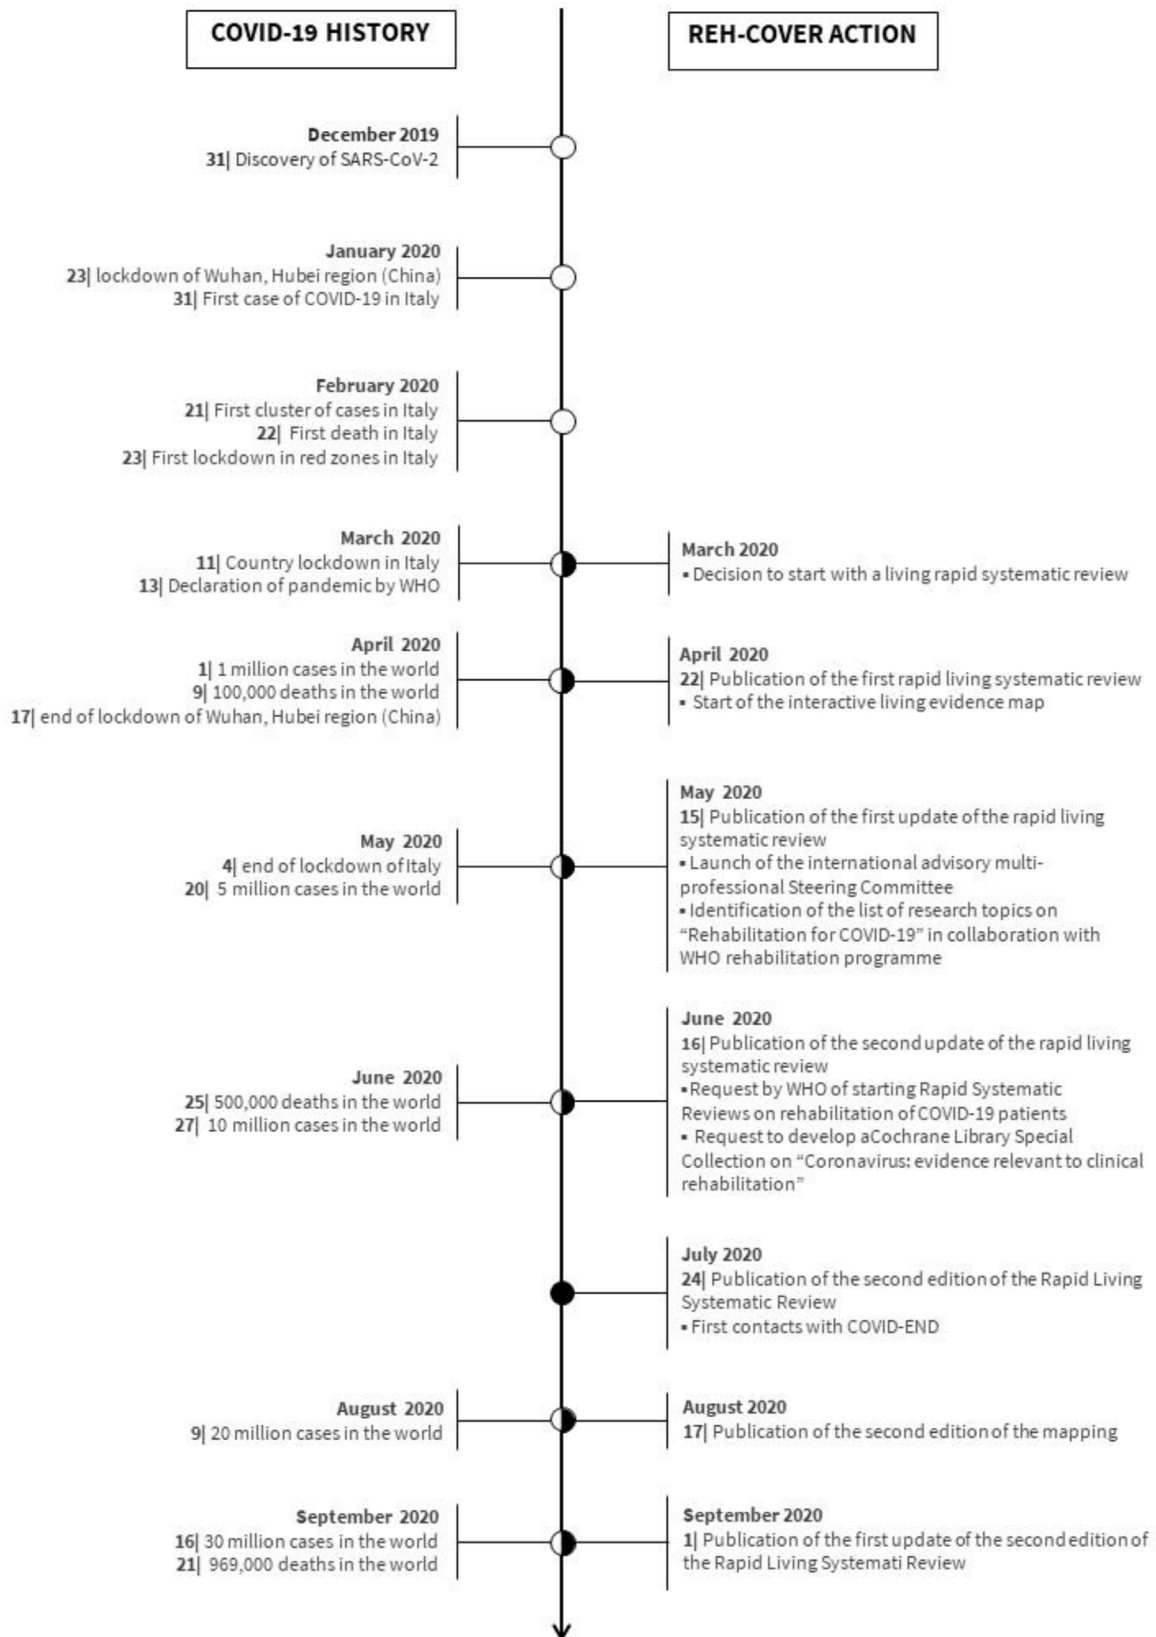 COVID-19 HISTORY
REH-COVER ACTION
December 2019
31| Discovery of SARS-CoV-2
January 2020
23| lockdown of Wuhan, Hubei region (China)
31| First case of COVID-19 in Italy
February 2020
21| First cluster of cases in Italy
22| First death in Italy
23| First lockdown in red zones in Italy
March 2020
11| Country lockdown in Italy
13| Declaration of pandemic by WHO
March 2020
▪ Decision to start with a living rapid systematic review
April 2020
1| 1 million cases in the world
9| 100,000 deaths in the world
17| end of lockdown of Wuhan, Hubei region (China)
April 2020
22| Publication of the first rapid living systematic review
▪ Start of the interactive living evidence map
May 2020
4| end of lockdown of Italy
20| 5 million cases in the world
May 2020
15| Publication of the first update of the rapid living
systematic review
▪ Launch of the international advisory multi-
professional Steering Committee
▪ Identification of the list of research topics on
“Rehabilitation for COVID-19” in collaboration with
WHO rehabilitation programme
June 2020
25| 500,000 deaths in the world
27| 10 million cases in the world
June 2020
16| Publication of the second update of the rapid living
systematic review
▪Request by WHO of starting Rapid Systematic
Reviews on rehabilitation of COVID-19 patients
▪ Request to develop aCochrane Library Special
Collection on “Coronavirus: evidence relevant to clinical
rehabilitation”
July 2020
24| Publication of the second edition of the Rapid Living
Systematic Review
▪ First contacts with COVID-END
August 2020
9| 20 million cases in the world
August 2020
17| Publication of the second edition of the mapping
September 2020
16| 30 million cases in the world
21| 969,000 deaths in the world
September 2020
1| Publication of the first update of the second edition of
the Rapid Living Systemati Review